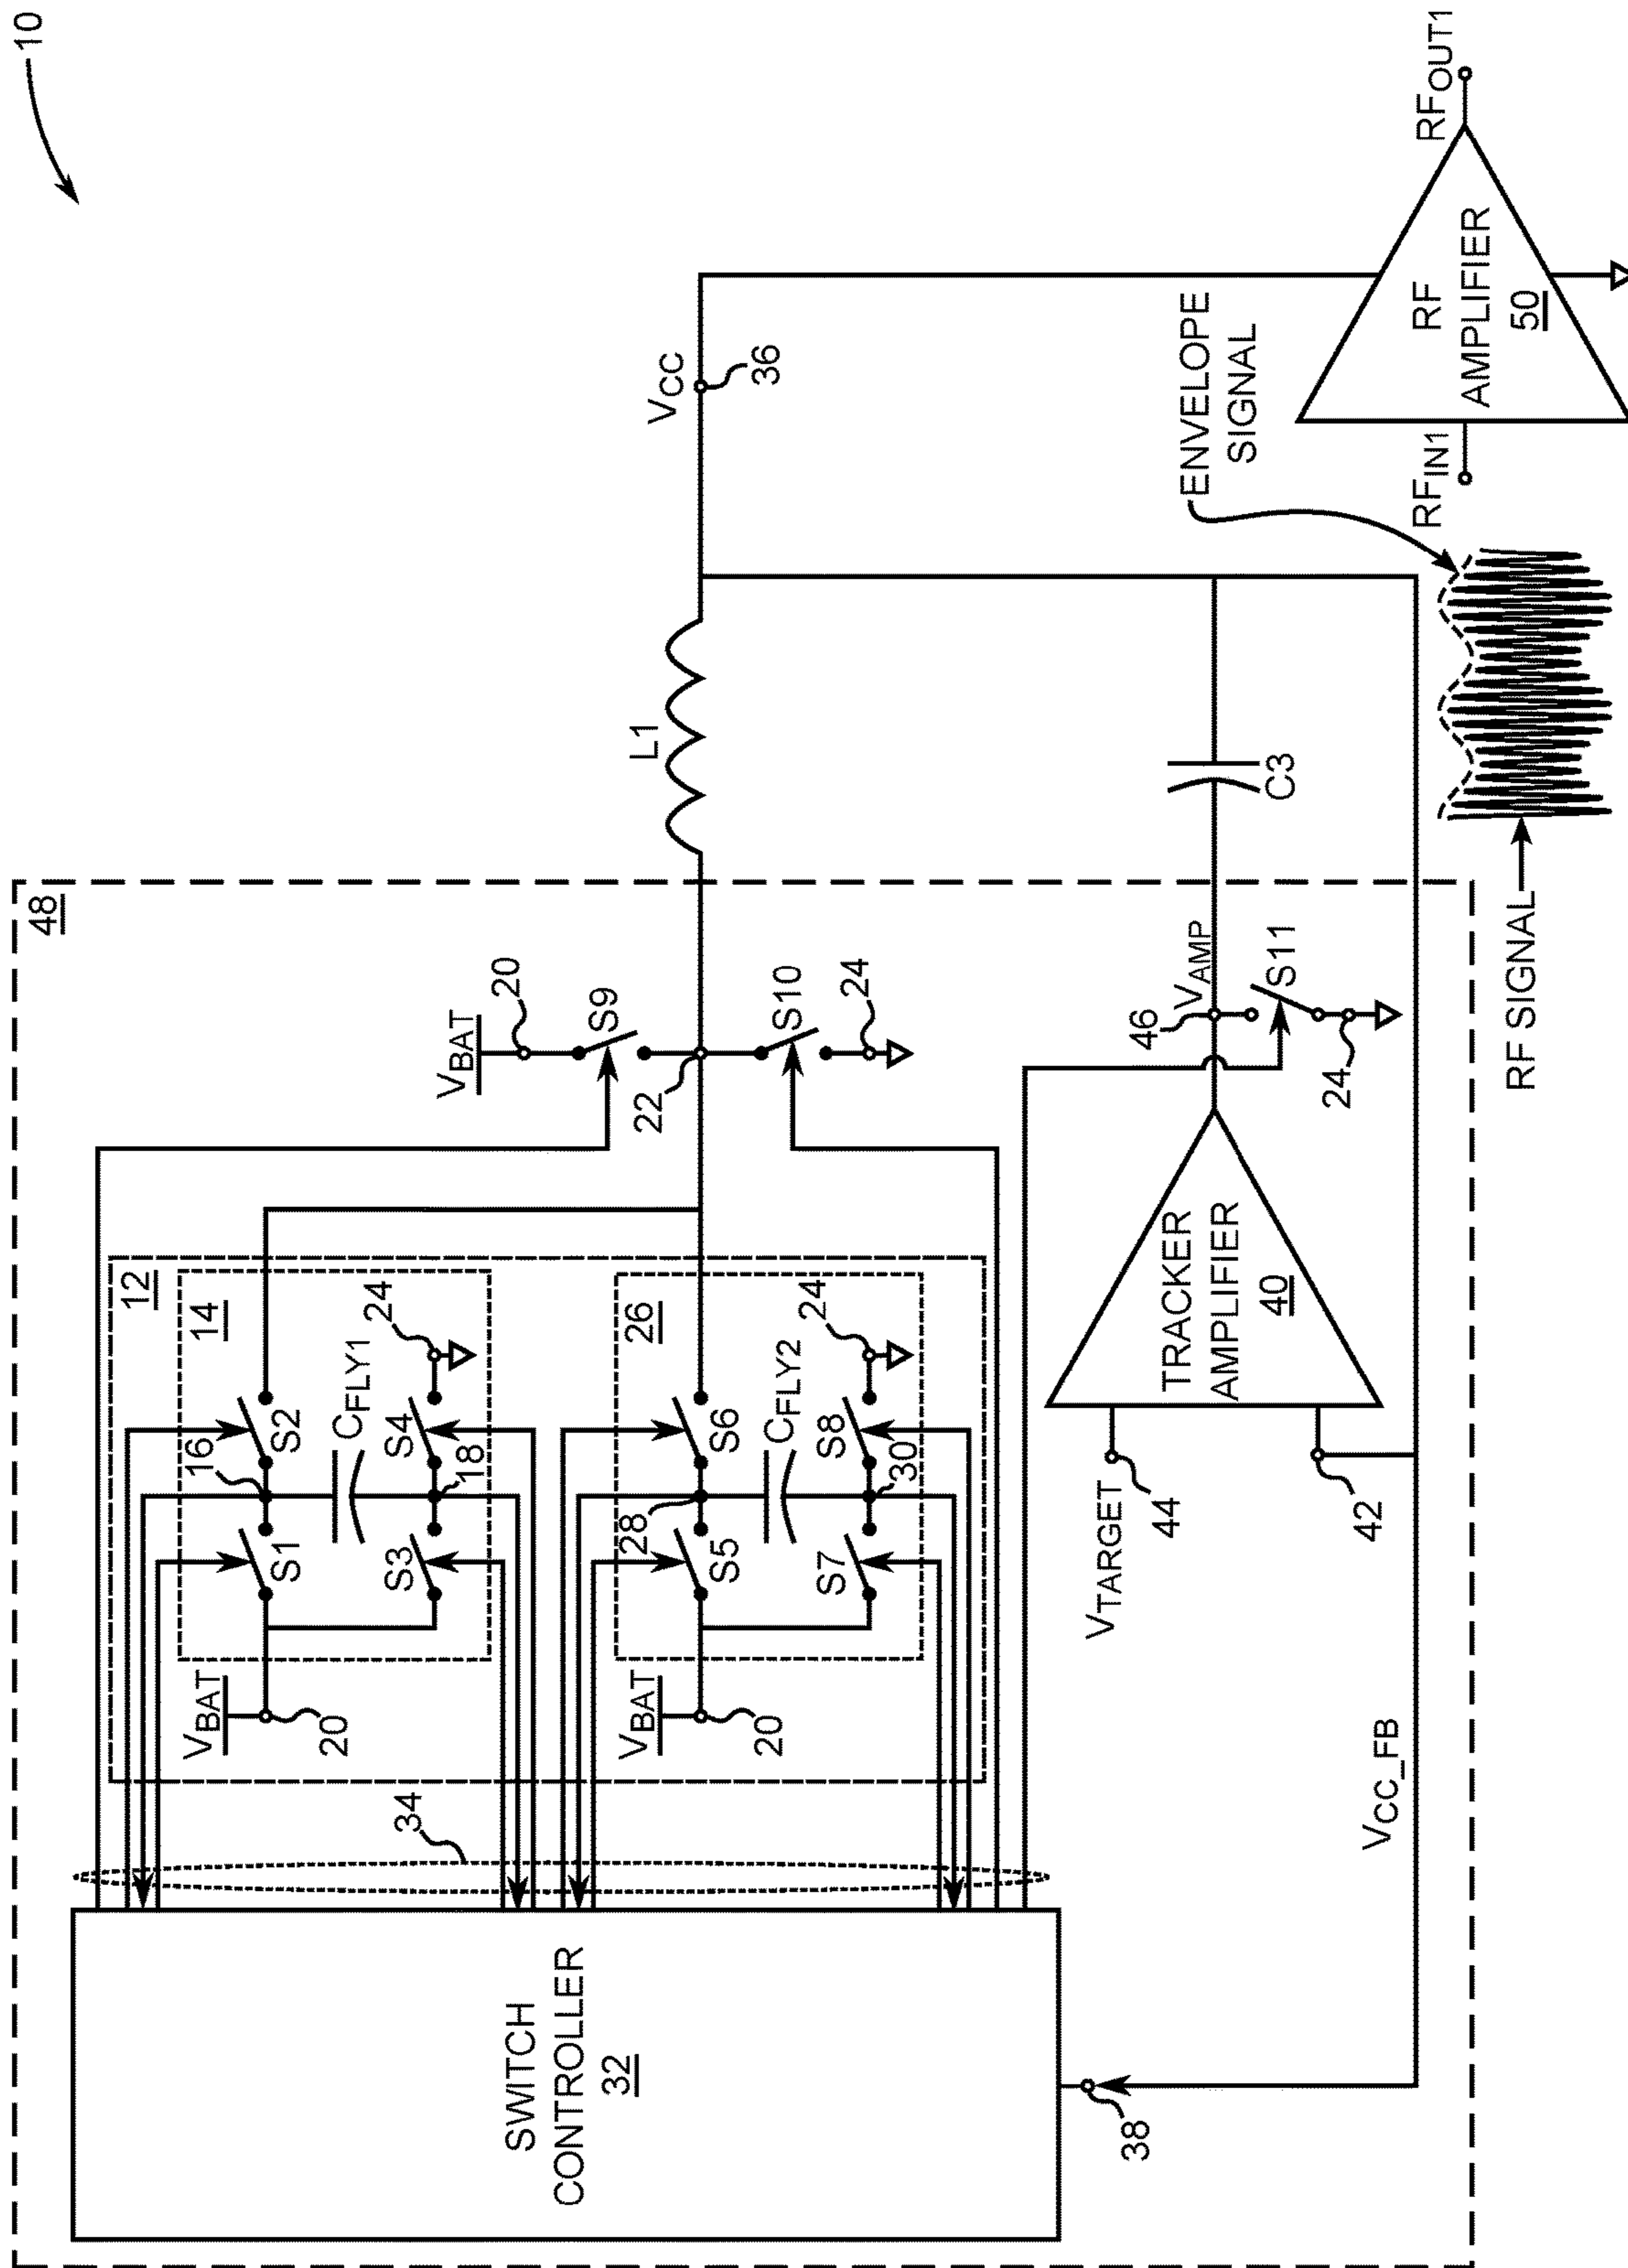 10
48
12
14
V_BAT
20
S1
16
S2
C_FLY1
S3
S4
18
24
V_BAT
20
S9
22
S10
24
L1
V_CC
36
26
V_BAT
20
28
S5
S6
C_FLY2
S7
S8
30
24
34
SWITCH
CONTROLLER
32
38
V_TARGET
44
42
TRACKER
AMPLIFIER
40
46
V_AMP
S11
24
C3
V_CC_FB
ENVELOPE
SIGNAL
RF SIGNAL
RF_IN1
RF
AMPLIFIER
50
RF_OUT1